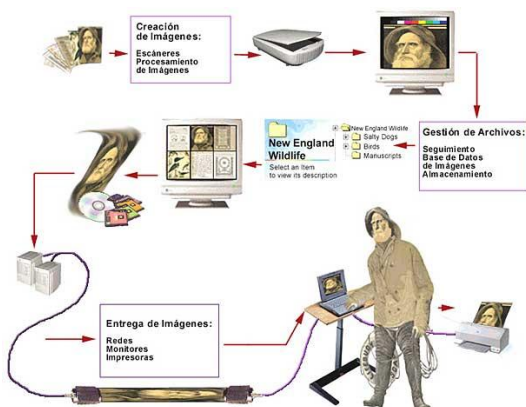 Creación
de Imágenes:
Escáneres
Procesamiento
de Imágenes
Gestión de Archivos:
Seguimiento
Base de Datos
de Imágenes
Almacenamiento
New England Wildlife
Salty Dogs
Birds
Manuscripts
New England
Wildlife
Select an Item
to view its description
Entrega de Imágenes:
Redes
Monitores
Impresoras